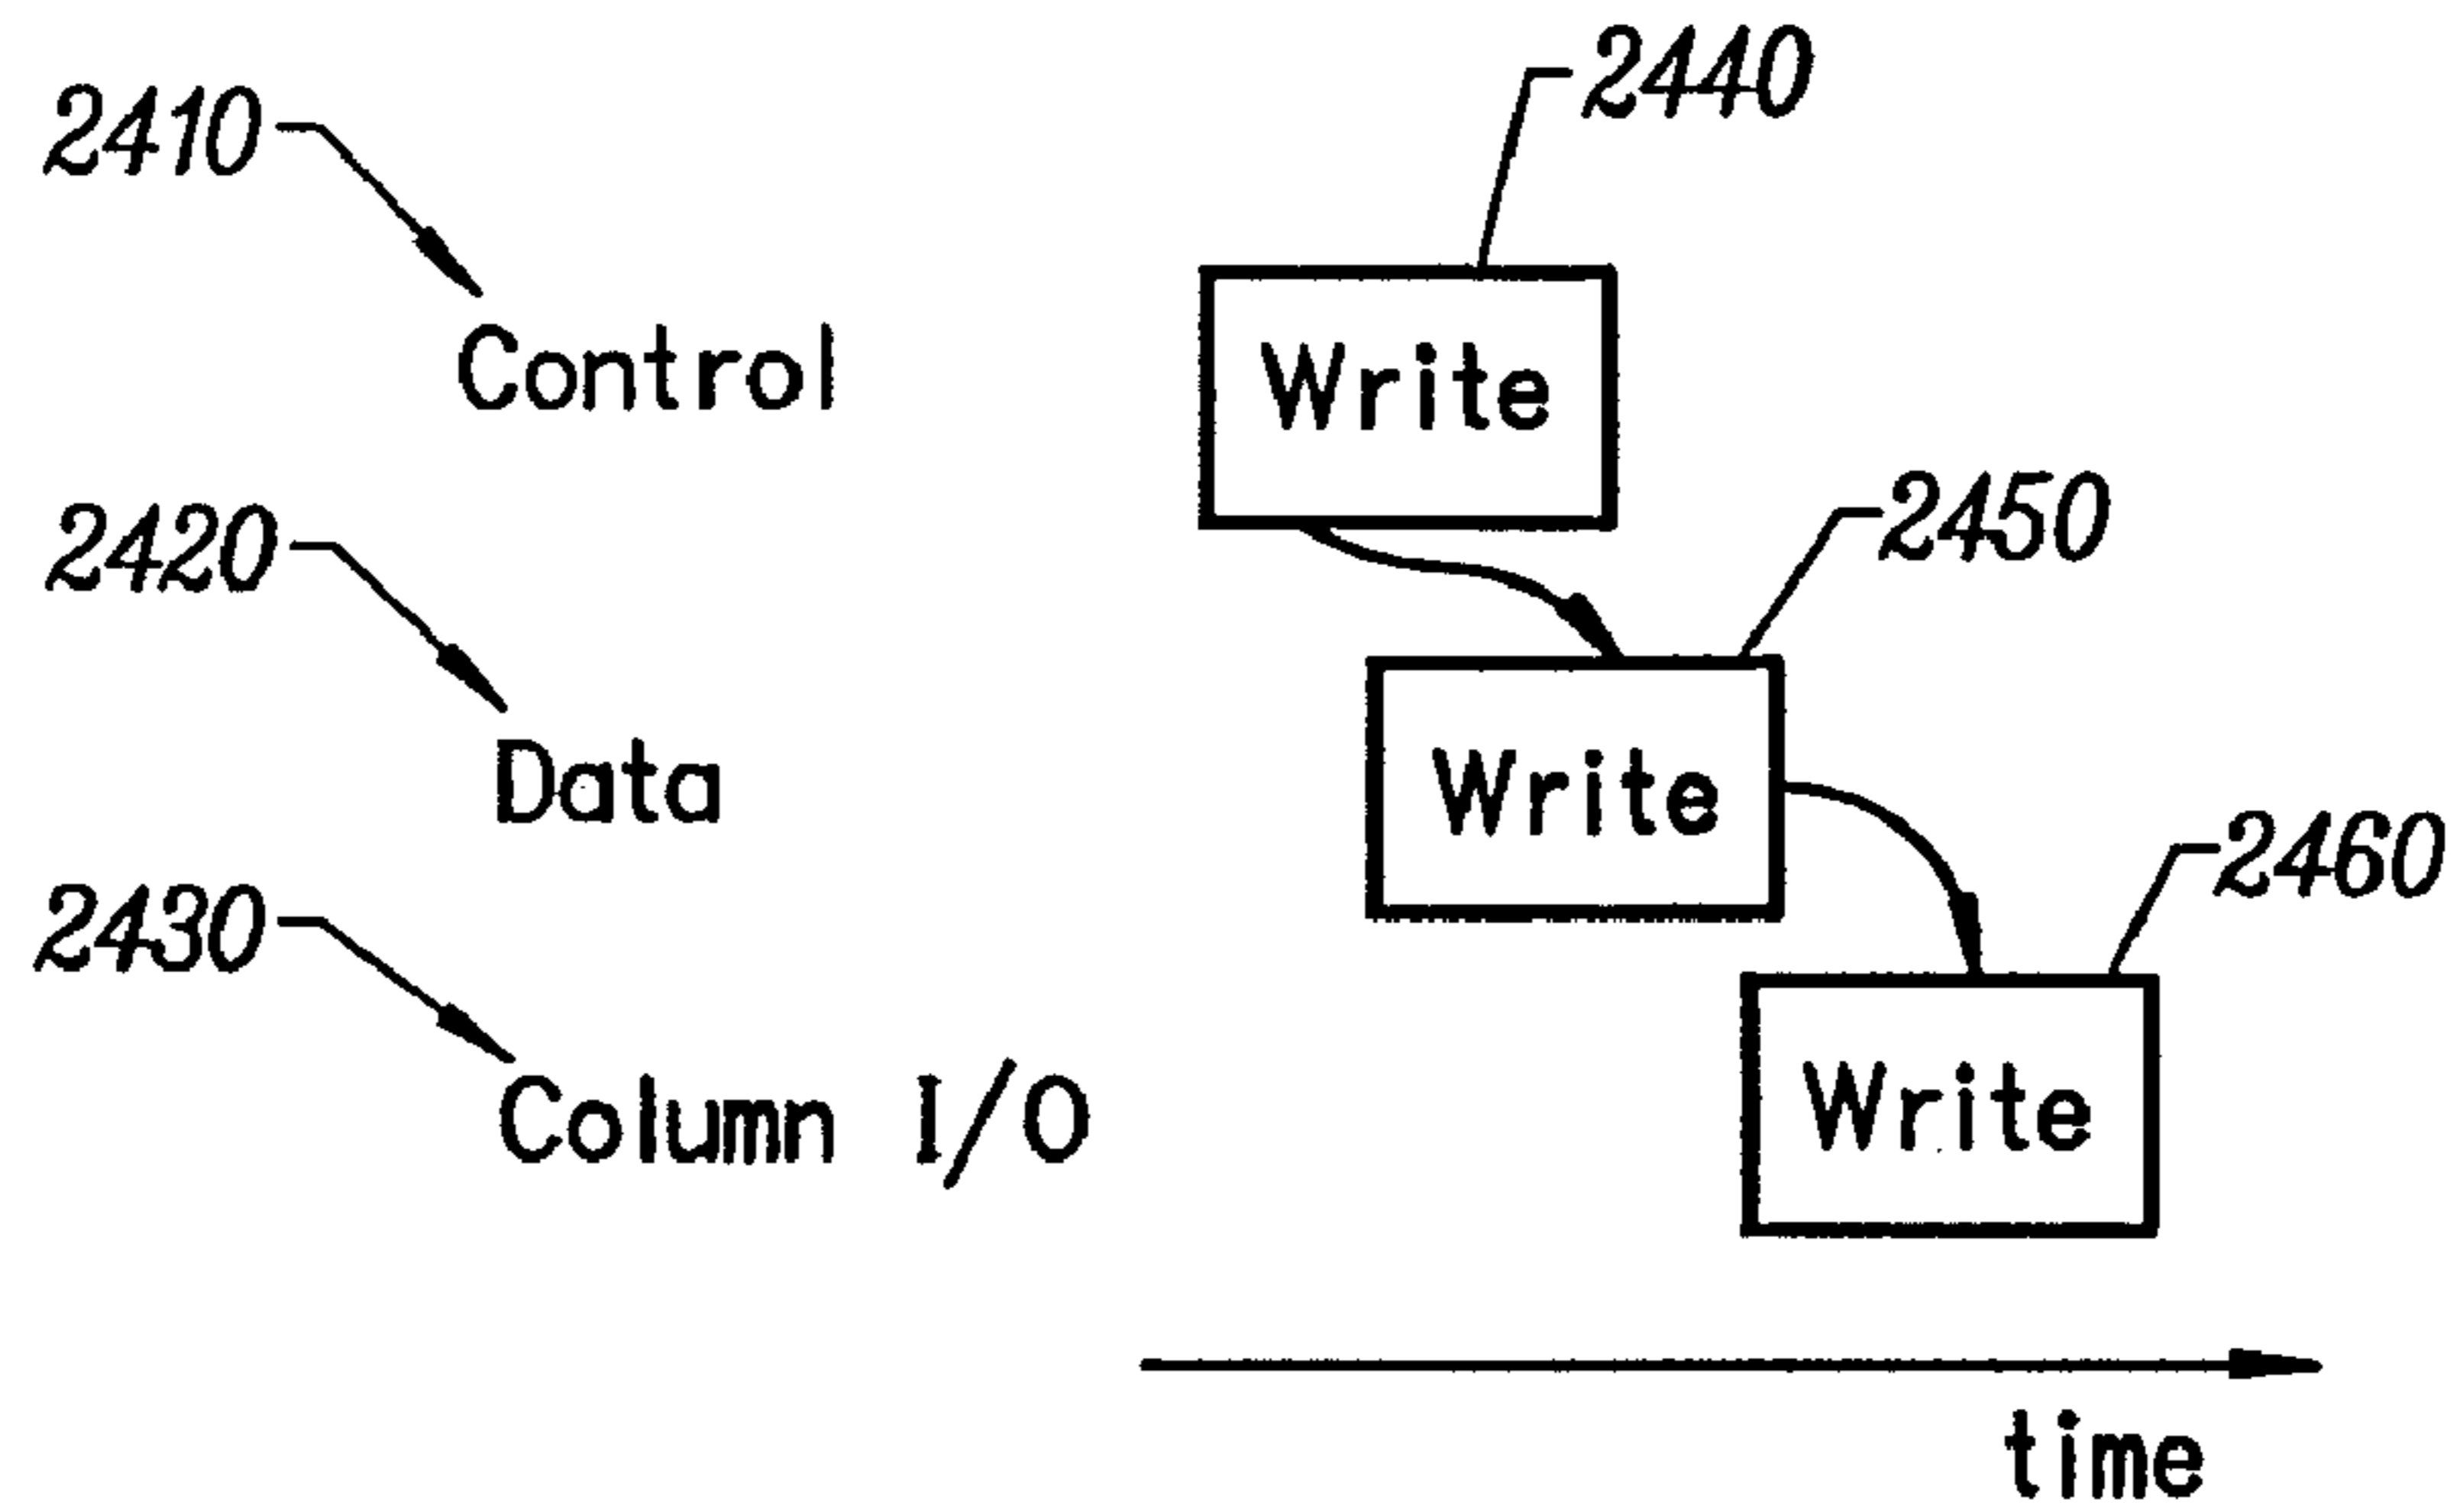 2440
2410
Control
Write
2420
2450
Data
Write
2430
2460
Column I/O
Write
time